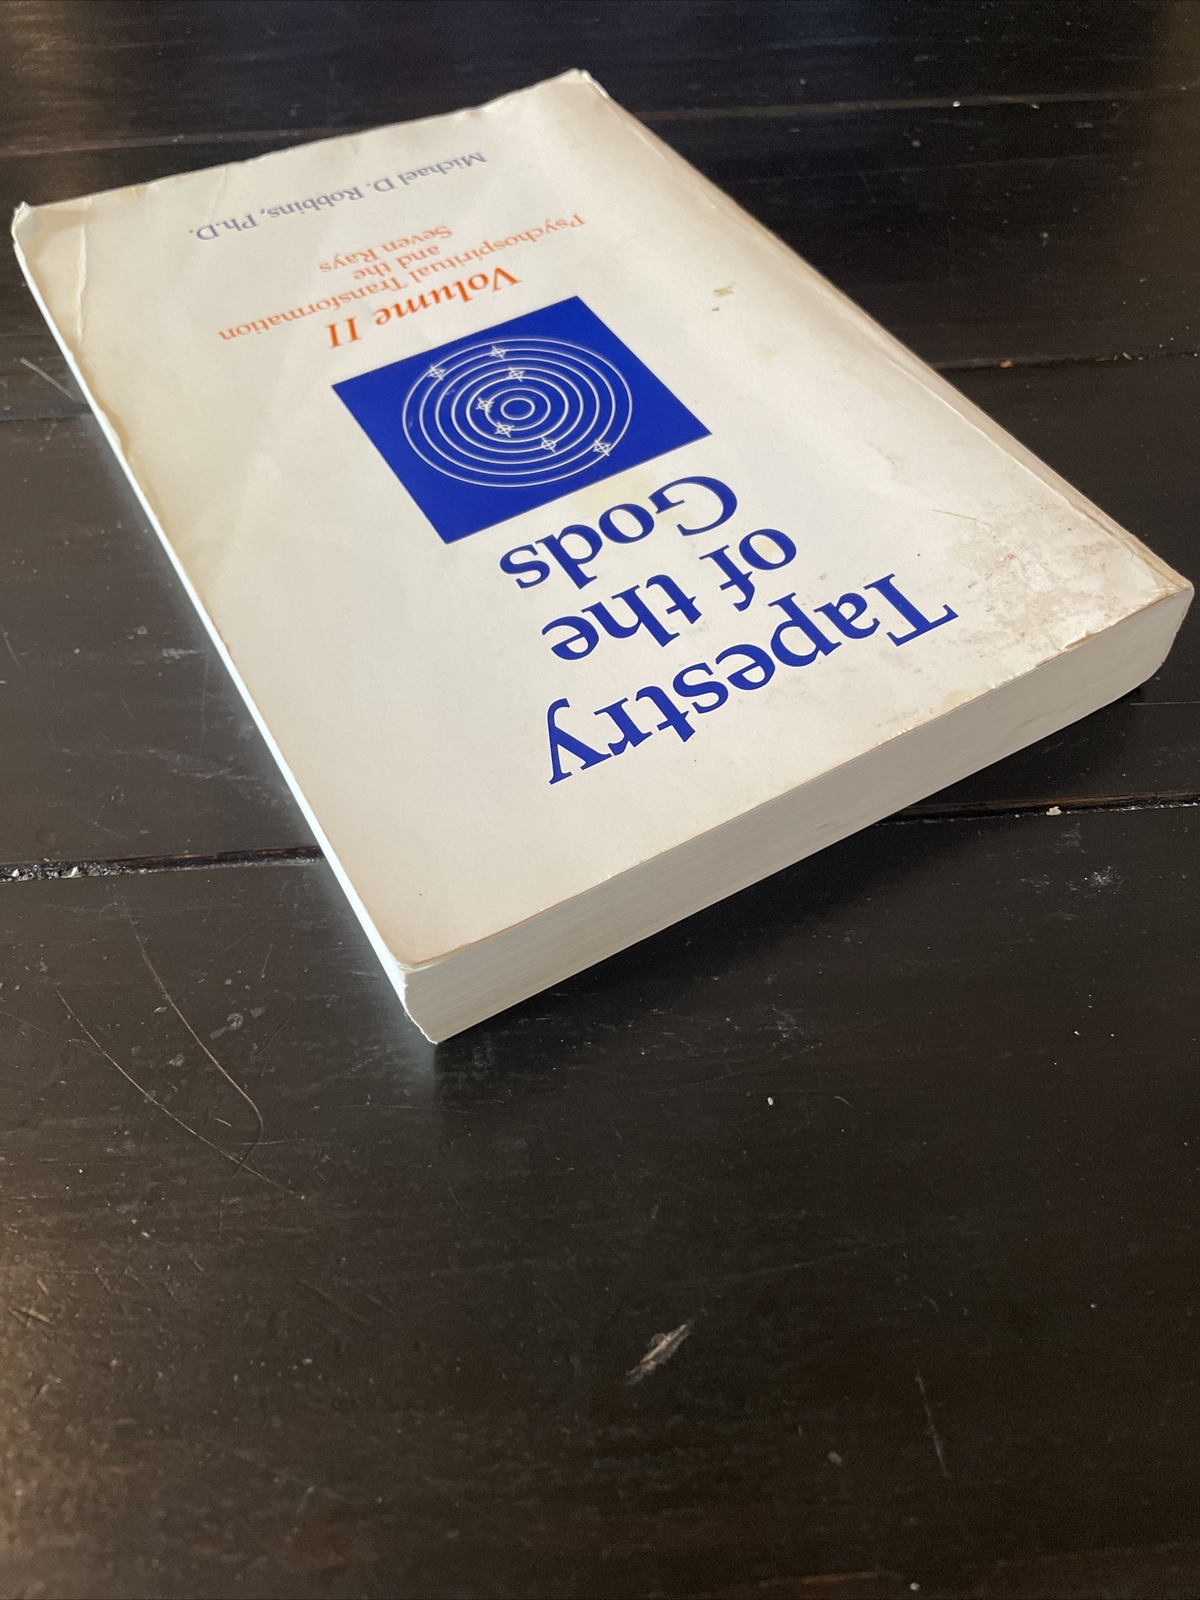 Tapestry
of the
Gods
Volume II
Psychospiritual Transformation
and the
Seven Rays
Michael D. Robbins, Ph.D.